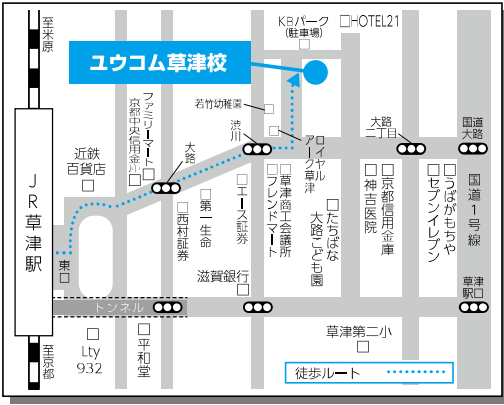 至米原
KBパーク
(駐車場)
HOTEL21
ユウコム草津校
若竹幼稚園
ファミリーマート
京都中央信用金小
大路
渋川
ロイヤル
アーク草津
大路
二丁目
国道
大路
近鉄
百貨店
JR草津駅
東口
西村証券
第一生命
エース証券
フレンドマート
草津商工会議所
たちばな
大路こども園
神吉医院
京都信用金庫
セブンイレブン
うばがもちや
国道1号線
滋賀銀行
草津
駅口
トンネル
至京都
Lty
932
平和堂
草津第二小
徒歩ルート